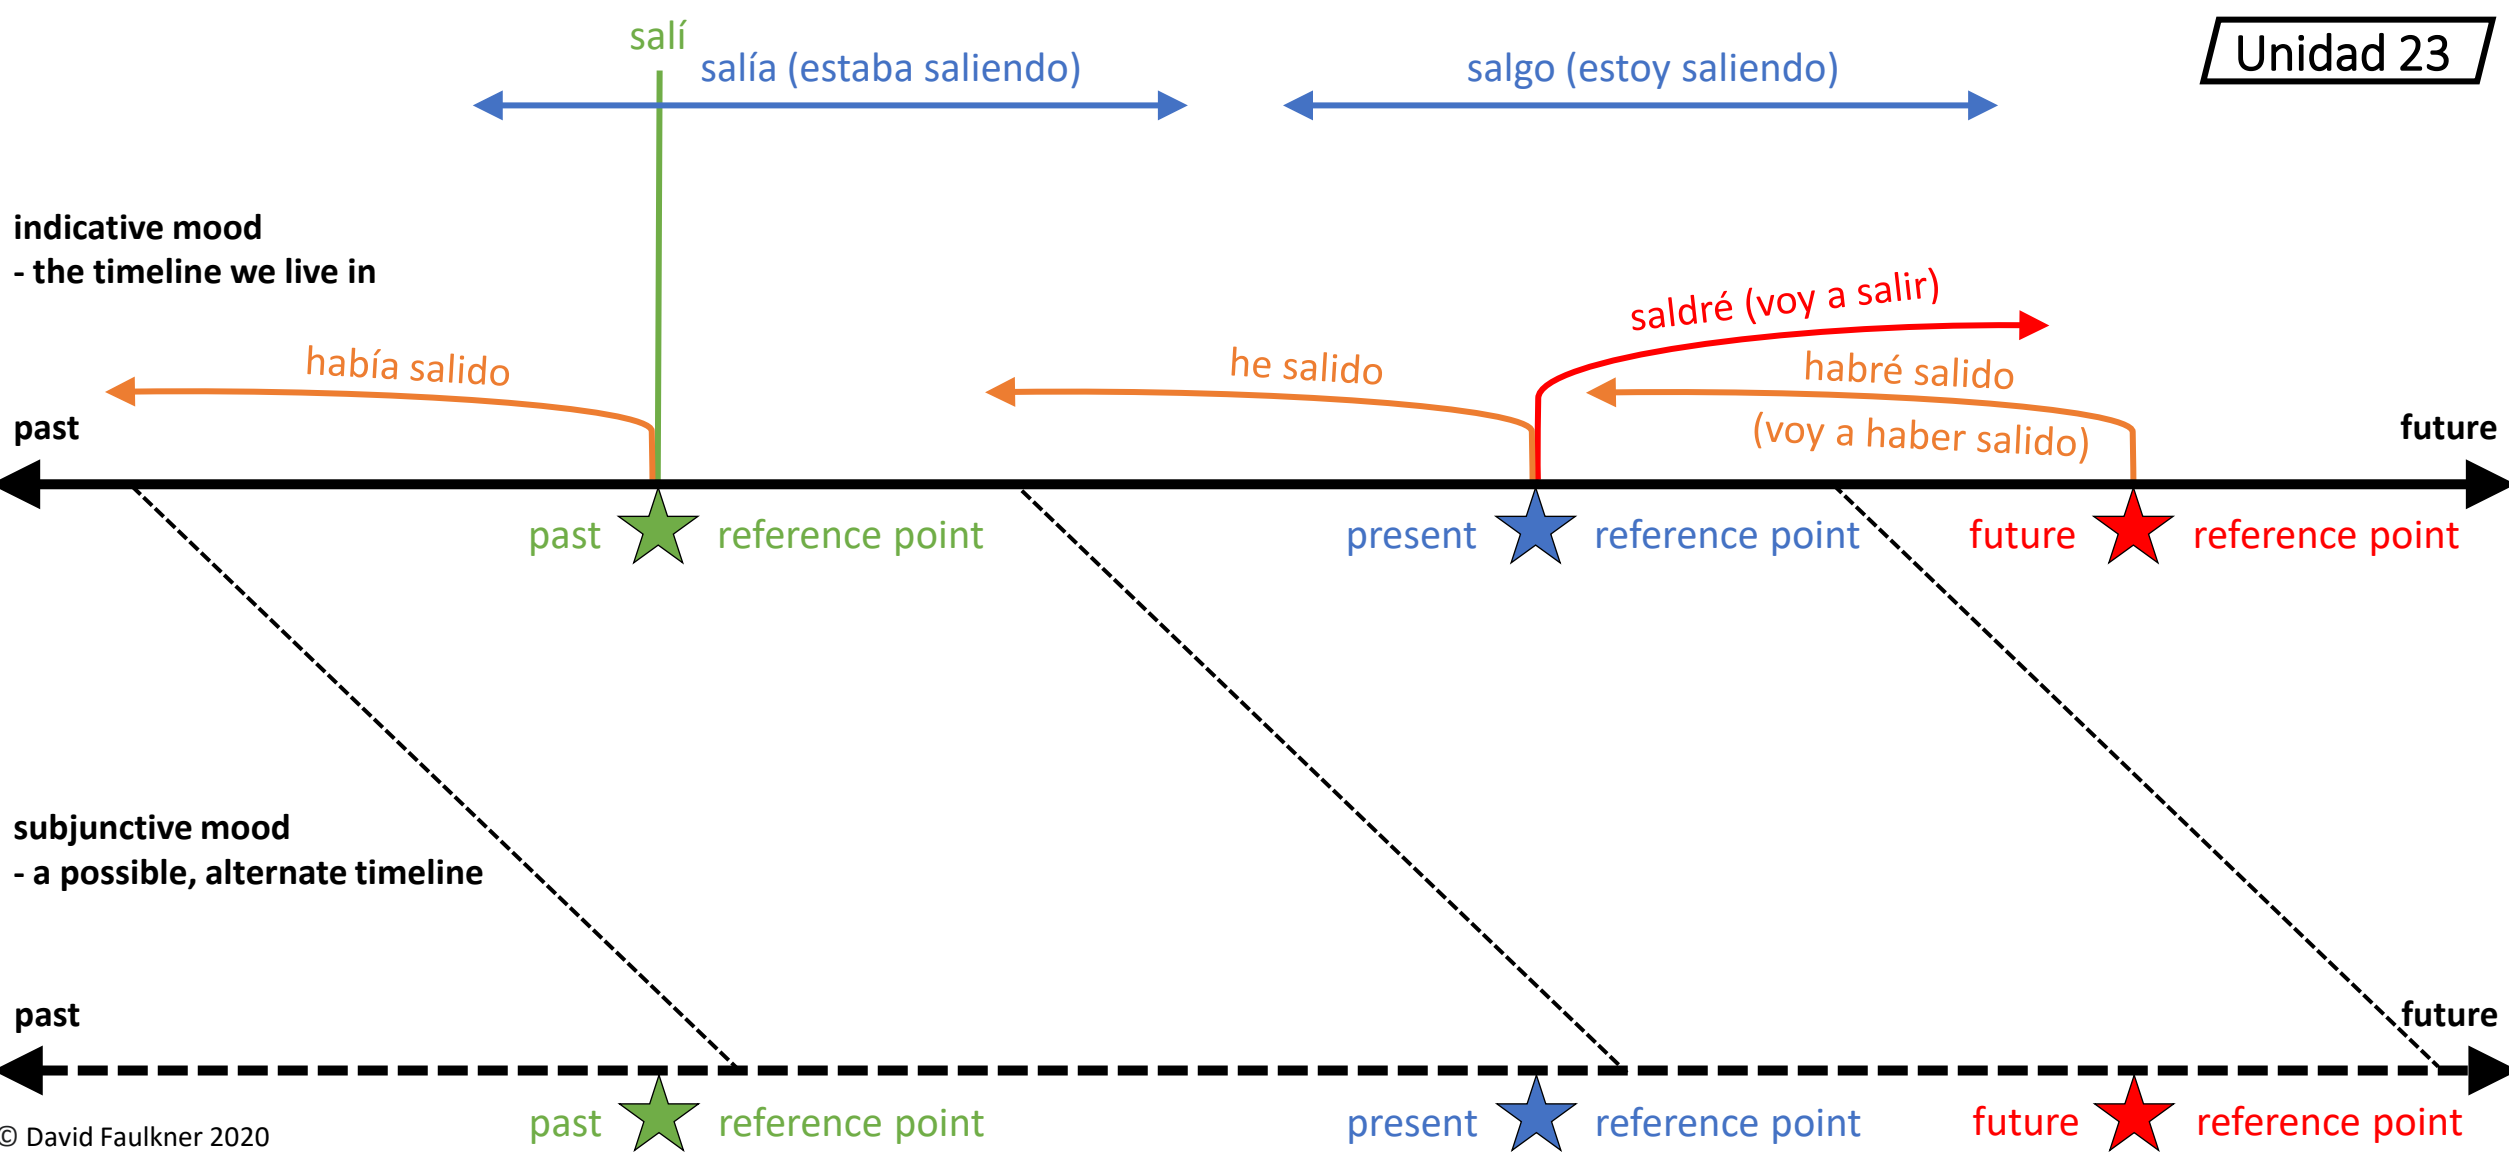 salí
salía (estaba saliendo)
salgo (estoy saliendo)
Unidad 23
indicative mood
- the timeline we live in
saldré (voy a salir)
había salido
he salido
habré salido
(voy a haber salido)
past
future
past reference point
present reference point
future reference point
subjunctive mood
- a possible, alternate timeline
past
future
past reference point
present reference point
future reference point
© David Faulkner 2020